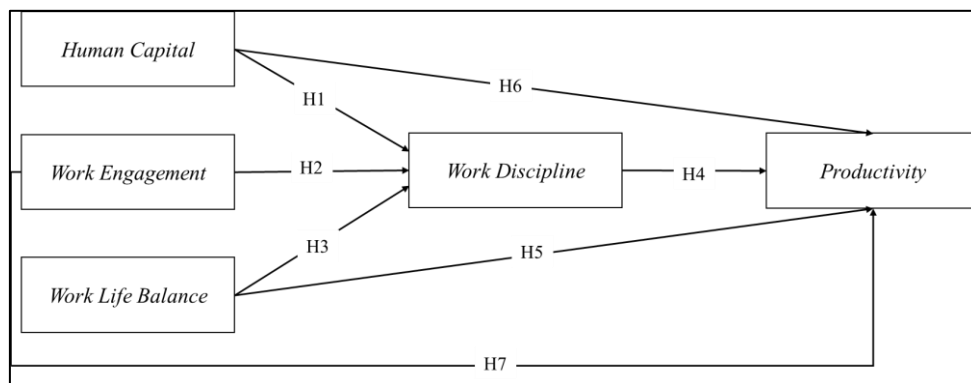 Human Capital
H6
H1
Work Engagement
H2
Work Discipline
H4
Productivity
H3
H5
Work Life Balance
H7